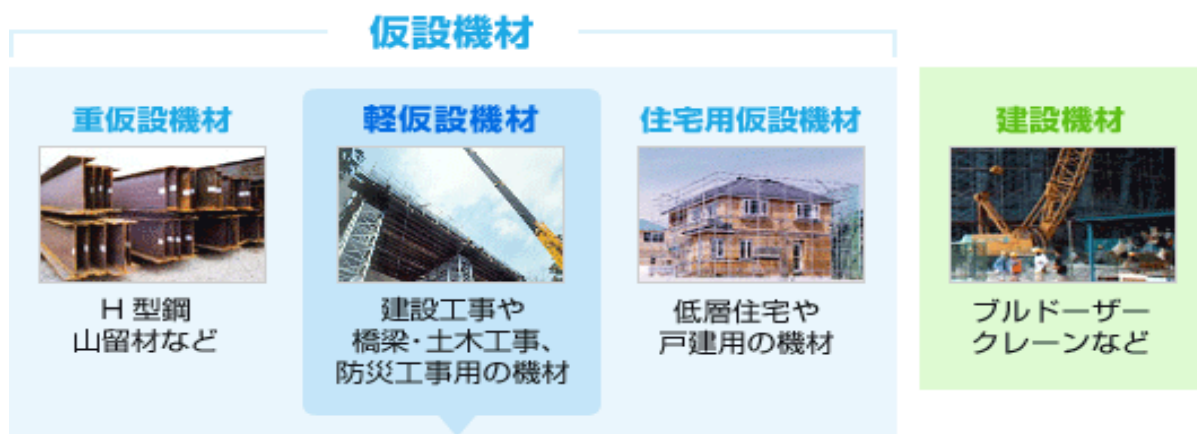 仮設機材
重仮設機材
H型鋼
山留材など
軽仮設機材
建設工事や
橋梁・土木工事、
防災工事用の機材
住宅用仮設機材
低層住宅や
戸建用の機材
建設機材
ブルドーザー
クレーンなど